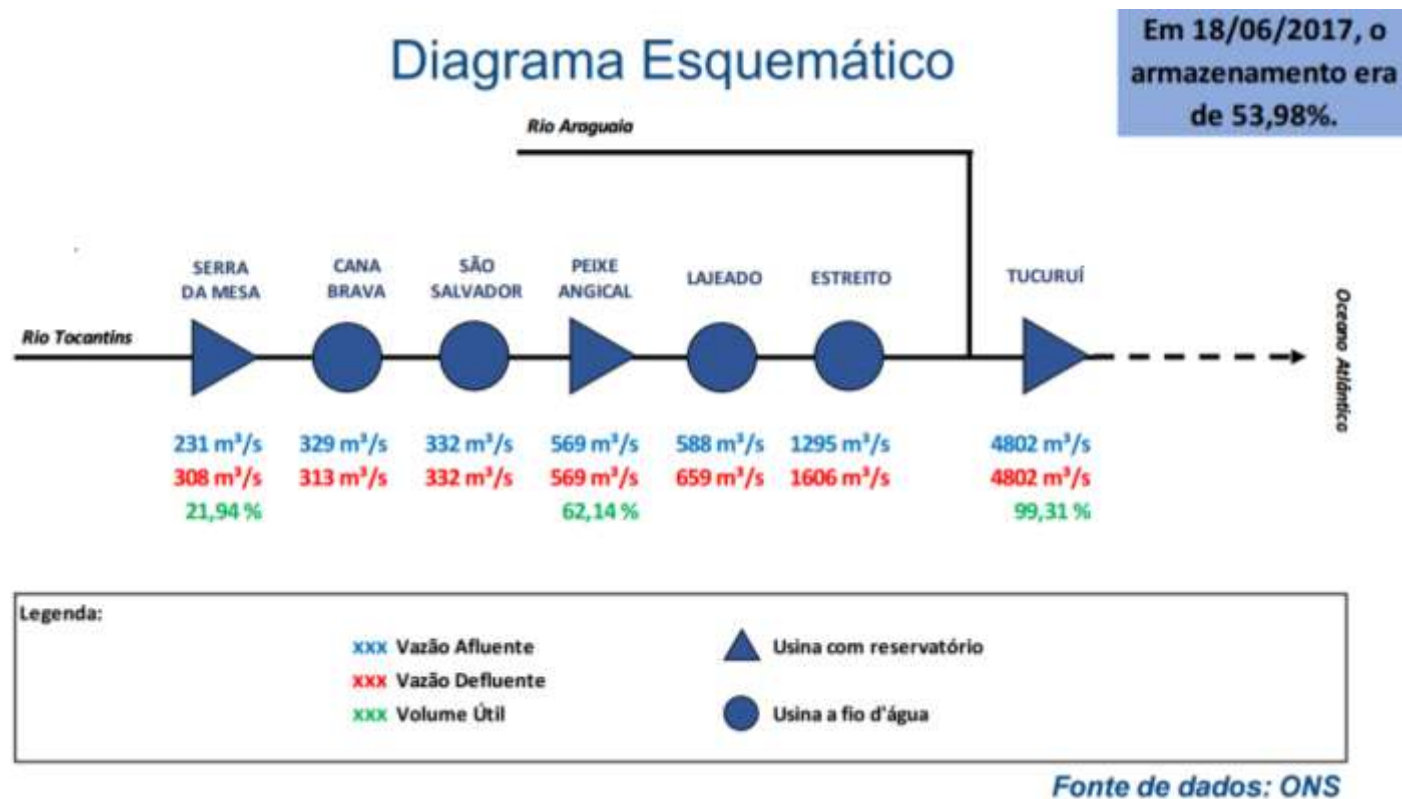 Diagrama Esquemático
Em 18/06/2017, o
armazenamento era
de 53,98%.
Rio Araguaia
SERRA
DA MESA
CANA
BRAVA
SÃO
SALVADOR
PEIXE
ANGICAL
LAJEADO
ESTREITO
TUCURUÍ
Rio Tocantins
Oceano Atlântico
231 m³/s
308 m³/s
21,94 %
329 m³/s
313 m³/s
332 m³/s
332 m³/s
569 m³/s
569 m³/s
62,14 %
588 m³/s
659 m³/s
1295 m³/s
1606 m³/s
4802 m³/s
4802 m³/s
99,31 %
Legenda:
xxx Vazão Afluente
xxx Vazão Defluente
xxx Volume Útil
Usina com reservatório
Usina a fio d'água
Fonte de dados: ONS